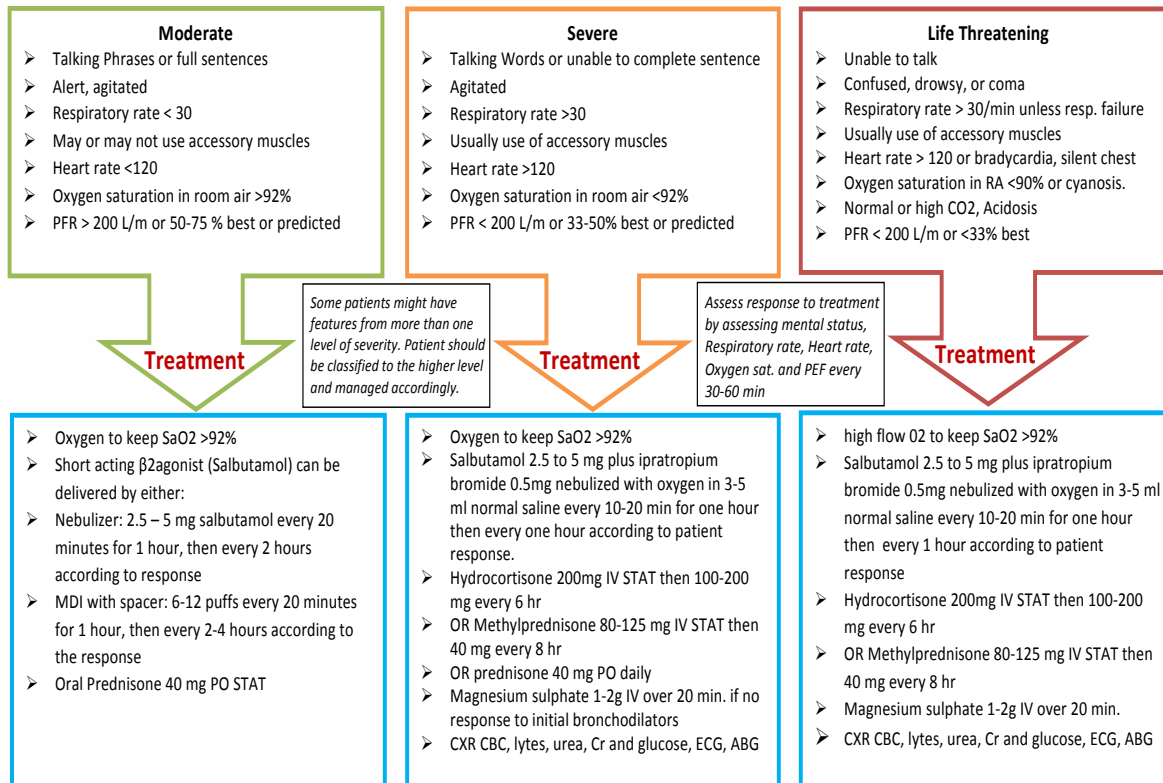 Moderate
➢ Talking Phrases or full sentences
➢ Alert, agitated
➢ Respiratory rate < 30
➢ May or may not use accessory muscles
➢ Heart rate <120
➢ Oxygen saturation in room air >92%
➢ PFR > 200 L/m or 50-75 % best or predicted
Severe
➢ Talking Words or unable to complete sentence
➢ Agitated
➢ Respiratory rate >30
➢ Usually use of accessory muscles
➢ Heart rate >120
➢ Oxygen saturation in room air <92%
➢ PFR < 200 L/m or 33-50% best or predicted
Life Threatening
➢ Unable to talk
➢ Confused, drowsy, or coma
➢ Respiratory rate > 30/min unless resp. failure
➢ Usually use of accessory muscles
➢ Heart rate > 120 or bradycardia, silent chest
➢ Oxygen saturation in RA <90% or cyanosis.
➢ Normal or high CO2, Acidosis
➢ PFR < 200 L/m or <33% best
Treatment
Some patients might have
features from more than one
level of severity. Patient should
be classified to the higher level
and managed accordingly.
Treatment
Assess response to treatment
by assessing mental status,
Respiratory rate, Heart rate,
Oxygen sat. and PEF every
30-60 min
Treatment
➢ Oxygen to keep SaO2 >92%
➢ Short acting β2agonist (Salbutamol) can be
delivered by either:
➢ Nebulizer: 2.5 – 5 mg salbutamol every 20
minutes for 1 hour, then every 2 hours
according to response
➢ MDI with spacer: 6-12 puffs every 20 minutes
for 1 hour, then every 2-4 hours according to
the response
➢ Oral Prednisone 40 mg PO STAT
➢ Oxygen to keep SaO2 >92%
➢ Salbutamol 2.5 to 5 mg plus ipratropium
bromide 0.5mg nebulized with oxygen in 3-5
ml normal saline every 10-20 min for one hour
then every one hour according to patient
response.
➢ Hydrocortisone 200mg IV STAT then 100-200
mg every 6 hr
➢ OR Methylprednisone 80-125 mg IV STAT then
40 mg every 8 hr
➢ OR prednisone 40 mg PO daily
➢ Magnesium sulphate 1-2g IV over 20 min. if no
response to initial bronchodilators
➢ CXR CBC, lytes, urea, Cr and glucose, ECG, ABG
➢ high flow 02 to keep SaO2 >92%
➢ Salbutamol 2.5 to 5 mg plus ipratropium
bromide 0.5mg nebulized with oxygen in 3-5 ml
normal saline every 10-20 min for one hour
then every 1 hour according to patient
response
➢ Hydrocortisone 200mg IV STAT then 100-200
mg every 6 hr
➢ OR Methylprednisone 80-125 mg IV STAT then
40 mg every 8 hr
➢ Magnesium sulphate 1-2g IV over 20 min.
➢ CXR CBC, lytes, urea, Cr and glucose, ECG, ABG